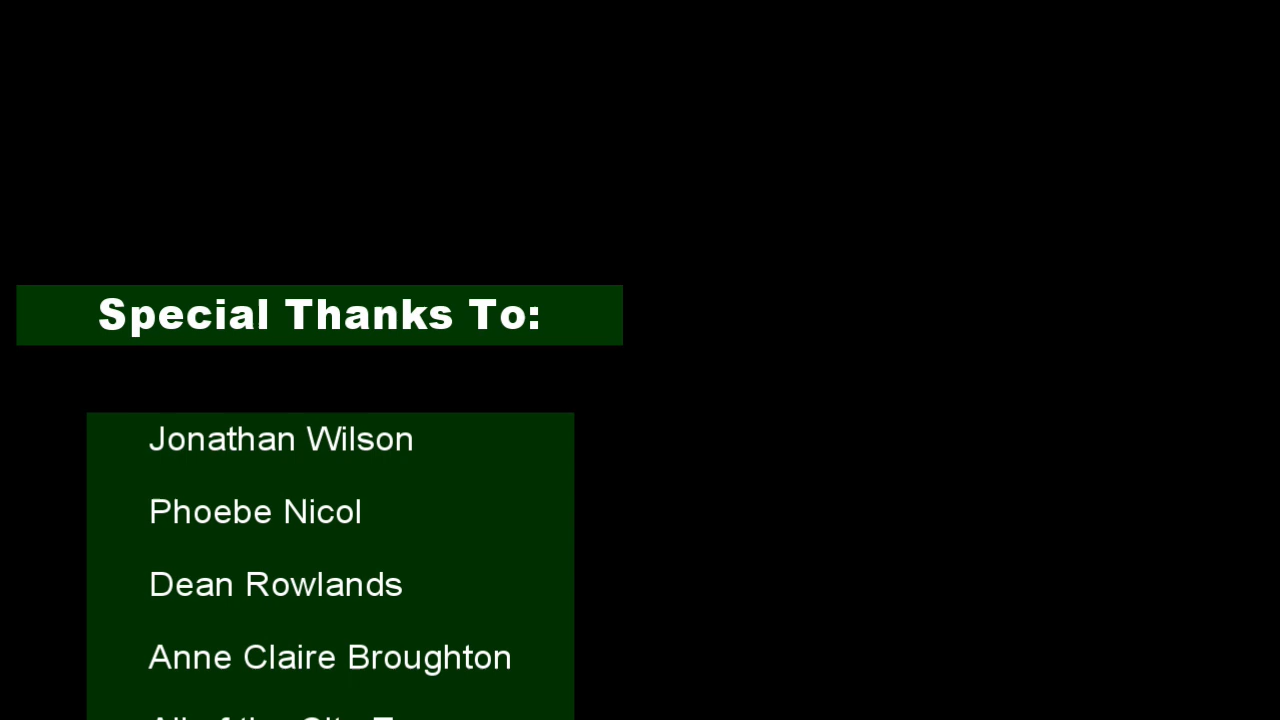 Special Thanks To:
Jonathan Wilson
Phoebe Nicol
Dean Rowlands
Anne Claire Broughton